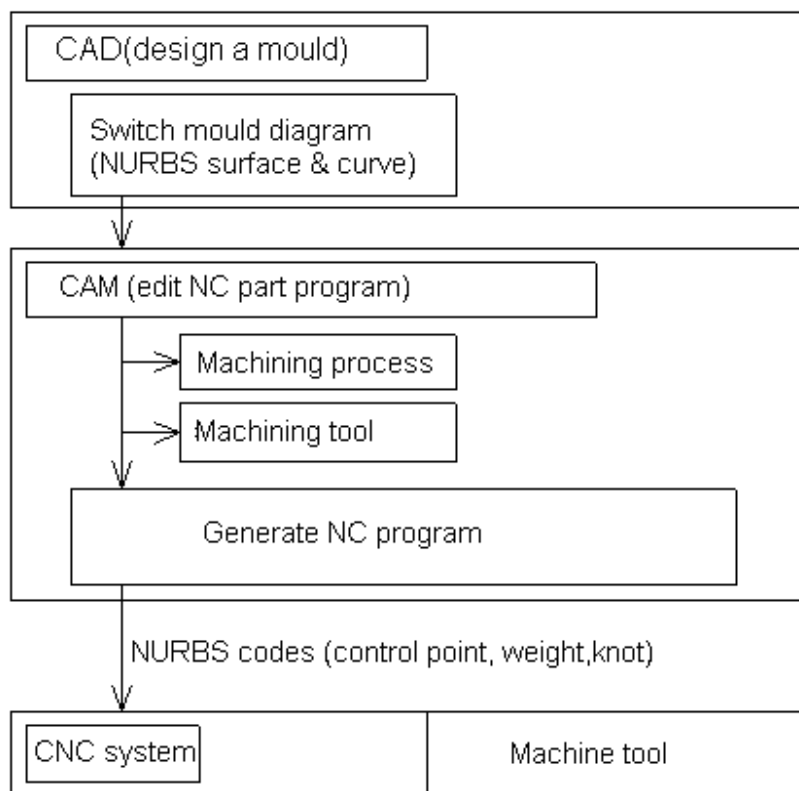 CAD(design a mould)
Switch mould diagram
(NURBS surface & curve)
CAM (edit NC part program)
Machining process
Machining tool
Generate NC program
NURBS codes (control point, weight,knot)
CNC system
Machine tool